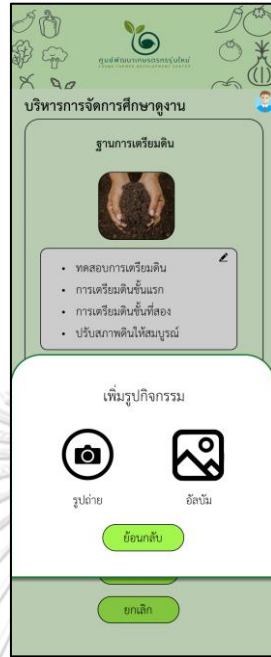 ศูนย์พัฒนาเกษตรกรรุ่นใหม่
YOUNG FARMER DEVELOPMENT CENTER
บริหารการจัดการศึกษาดูงาน
ฐานการเตรียมดิน
• ทดสอบการเตรียมดิน
• การเตรียมดินชั้นแรก
• การเตรียมดินชั้นที่สอง
• ปรับสภาพดินให้สมบูรณ์
เพิ่มรูปกิจกรรม
รูปถ่าย
อัลบัม
ย้อนกลับ
ยกเลิก